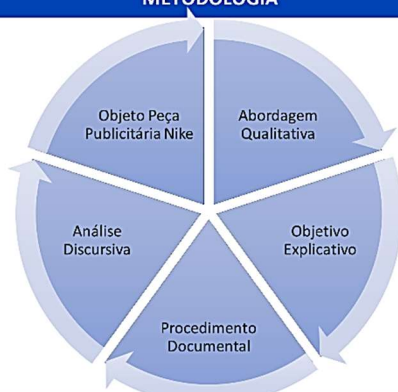 METODOLOGIA
Objeto Peça
Publicitária Nike
Abordagem
Qualitativa
Análise
Discursiva
Objetivo
Explicativo
Procedimento
Documental